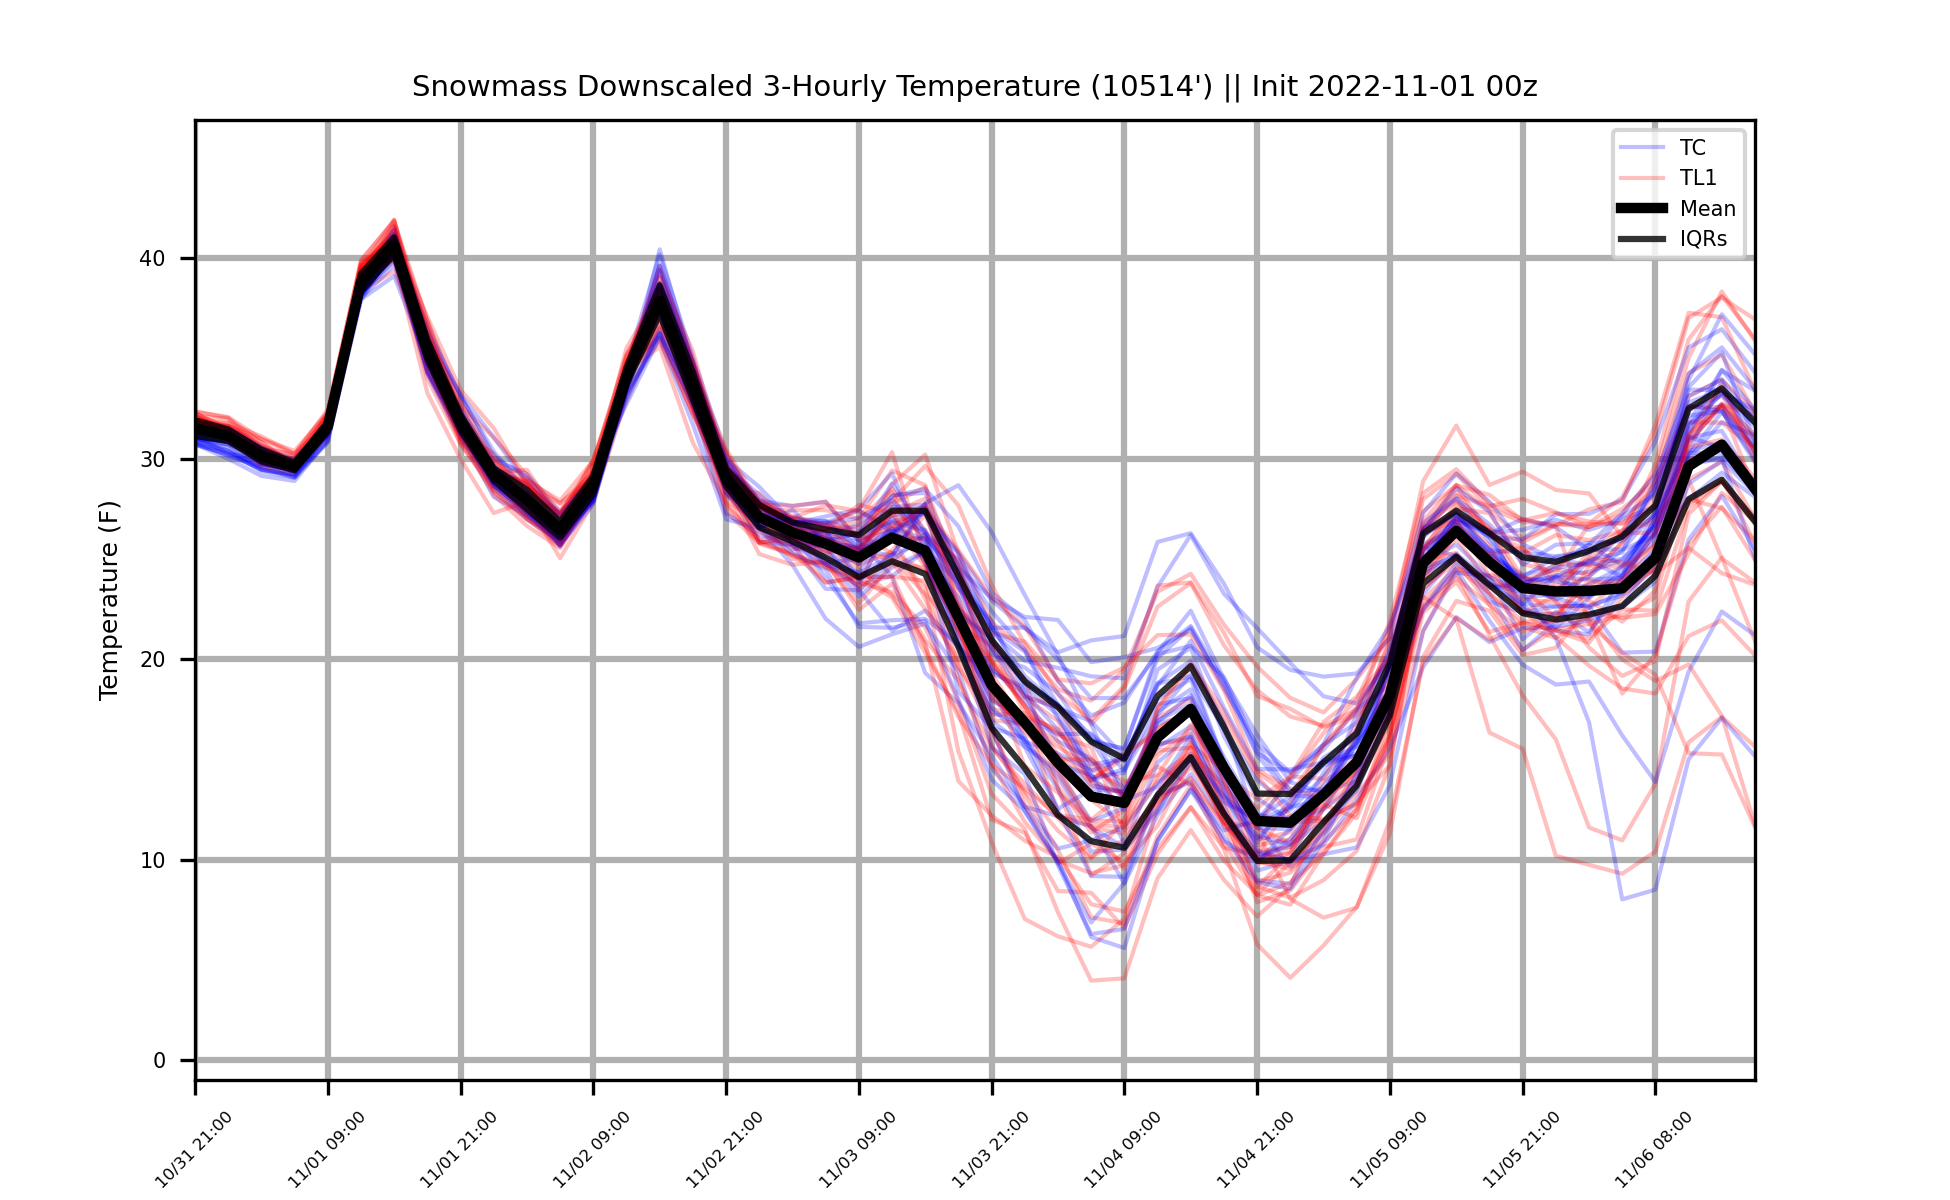 Snowmass Downscaled 3-Hourly Temperature (10514') || Init 2022-11-01 00z
TC
TL1
Mean
IQRs
Temperature (F)
40
30
20
10
0
10/31 21:00
11/01 09:00
11/01 21:00
11/02 09:00
11/02 21:00
11/03 09:00
11/03 21:00
11/04 09:00
11/04 21:00
11/05 09:00
11/05 21:00
11/06 08:00